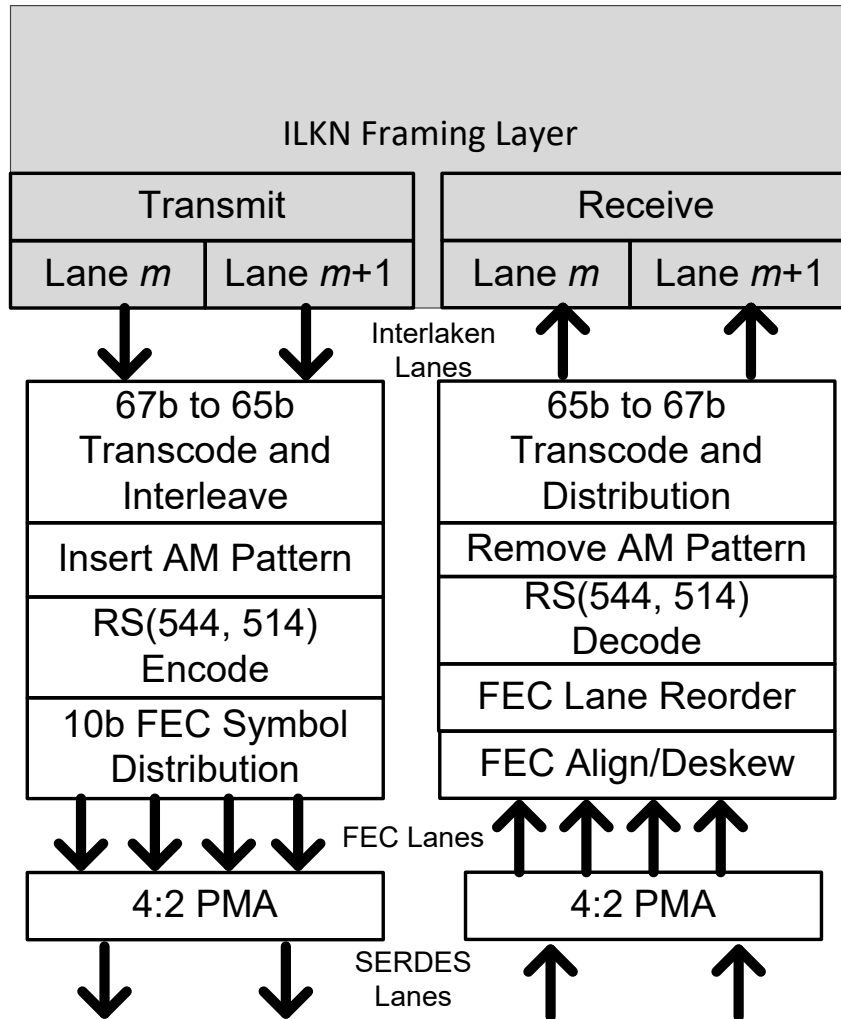 ILKN Framing Layer
Transmit
Receive
Lane m
Lane m+1
Lane m
Lane m+1
Interlaken
Lanes
67b to 65b
Transcode and
Interleave
Insert AM Pattern
RS(544, 514)
Encode
10b FEC Symbol
Distribution
65b to 67b
Transcode and
Distribution
Remove AM Pattern
RS(544, 514)
Decode
FEC Lane Reorder
FEC Align/Deskew
FEC Lanes
4:2 PMA
4:2 PMA
SERDES
Lanes